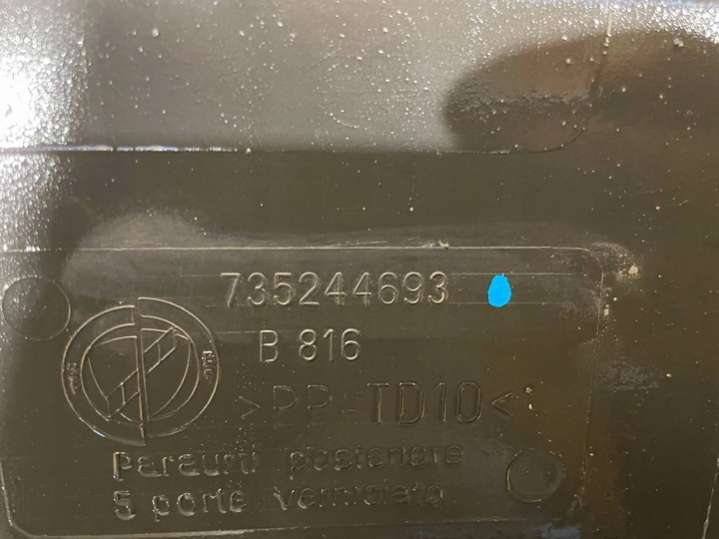 735244693
B 816
>PP-TD10<
paraurti posteriore
5 porte verniciato